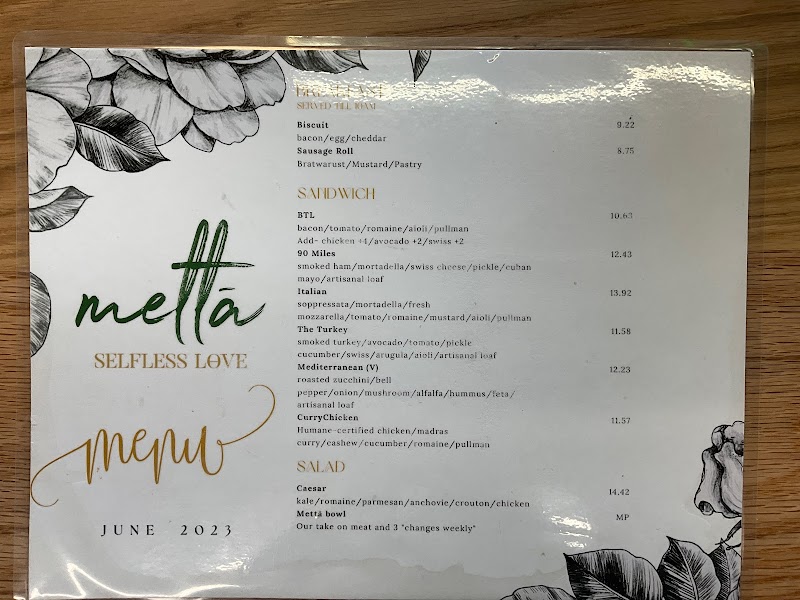 BREAKFAST
SERVED TILL 10AM
Biscuit 9.22
bacon/egg/cheddar
Sausage Roll 8.75
Bratwarust/Mustard/Pastry
SANDWICH
BTL 10.63
bacon/tomato/romaine/aioli/pullman
Add- chicken +4/avocado +2/swiss +2
90 Miles 12.43
smoked ham/mortadella/swiss cheese/pickle/cuban
mayo/artisanal loaf
Italian 13.92
soppressata/mortadella/fresh
mozzarella/tomato/romaine/mustard/aioli/pullman
The Turkey 11.58
smoked turkey/avocado/tomato/pickle
cucumber/swiss/arugula/aioli/artisanal loaf
Mediterranean (V) 12.23
roasted zucchini/bell
pepper/onion/mushroom/alfalfa/hummus/feta/
artisanal loaf
CurryChicken 11.57
Humane-certified chicken/madras
curry/cashew/cucumber/romaine/pullman
SALAD
Caesar 14.42
kale/romaine/parmesan/anchovie/crouton/chicken
Mettā bowl MP
Our take on meat and 3 "changes weekly"
mettā
SELFLESS LOVE
menu
JUNE 2023